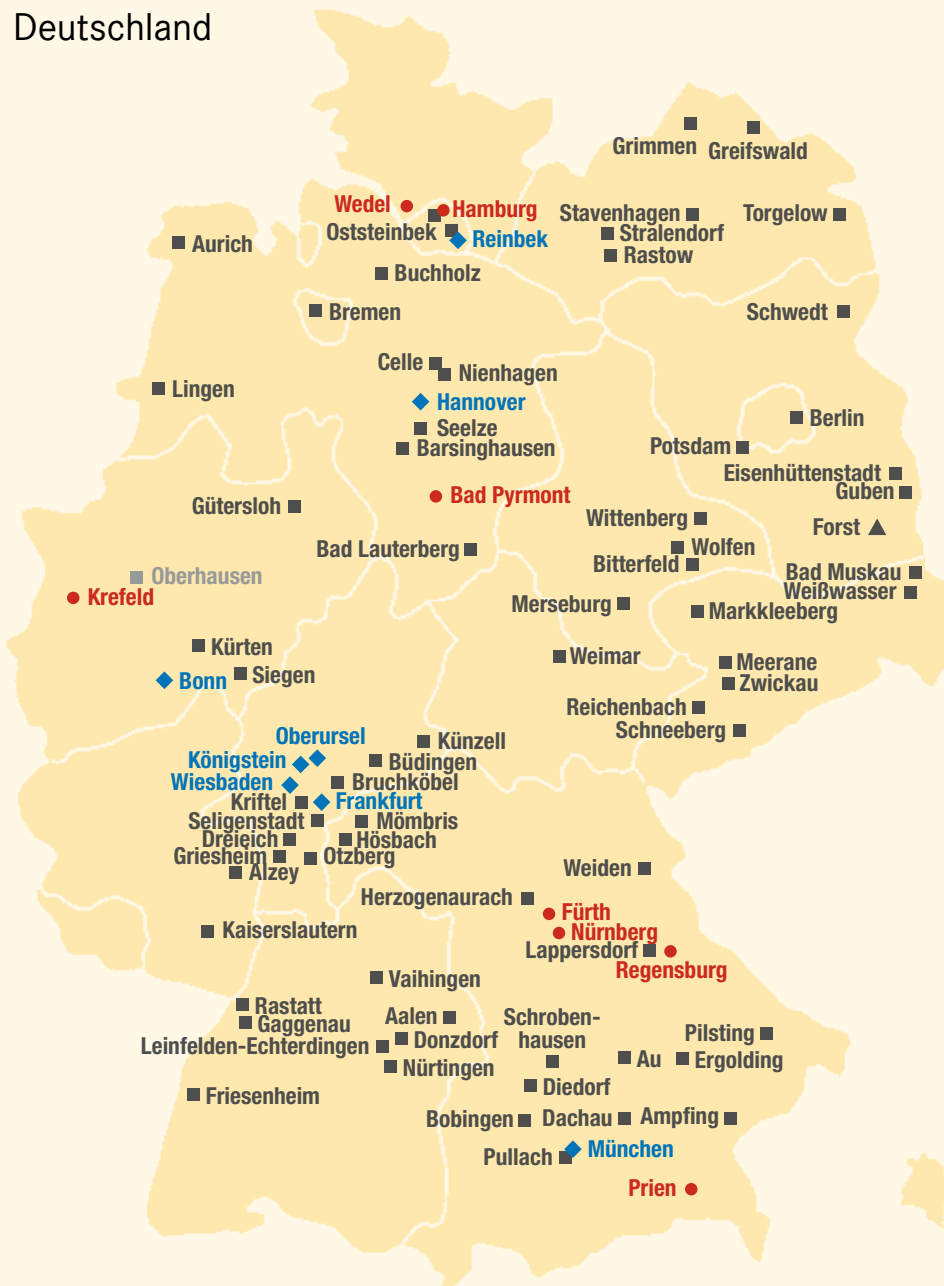 Deutschland
Grimmen
Greifswald
Wedel
Hamburg
Stavenhagen
Torgelow
Oststeinbek
Reinbek
Stralendorf
Aurich
Rastow
Buchholz
Bremen
Schwedt
Celle
Nienhagen
Lingen
Hannover
Berlin
Seelze
Barsinghausen
Potsdam
Eisenhüttenstadt
Guben
Bad Pyrmont
Gütersloh
Wittenberg
Forst
Bad Lauterberg
Wolfen
Bitterfeld
Oberhausen
Bad Muskau
Weißwasser
Krefeld
Merseburg
Markkleeberg
Kürten
Weimar
Meerane
Siegen
Bonn
Zwickau
Reichenbach
Schneeberg
Oberursel
Künzell
Königstein
Büdingen
Wiesbaden
Bruchköbel
Kriftel
Frankfurt
Seligenstadt
Mömbris
Dreieich
Hösbach
Griesheim
Otzberg
Alzey
Weiden
Herzogenaurach
Fürth
Kaiserslautern
Nürnberg
Lappersdorf
Regensburg
Vaihingen
Rastatt
Gaggenau
Aalen
Schroben-
hausen
Donzdorf
Pilsting
Leinfelden-Echterdingen
Au
Ergolding
Nürtingen
Diedorf
Friesenheim
Bobingen
Dachau
Ampfing
München
Pullach
Prien